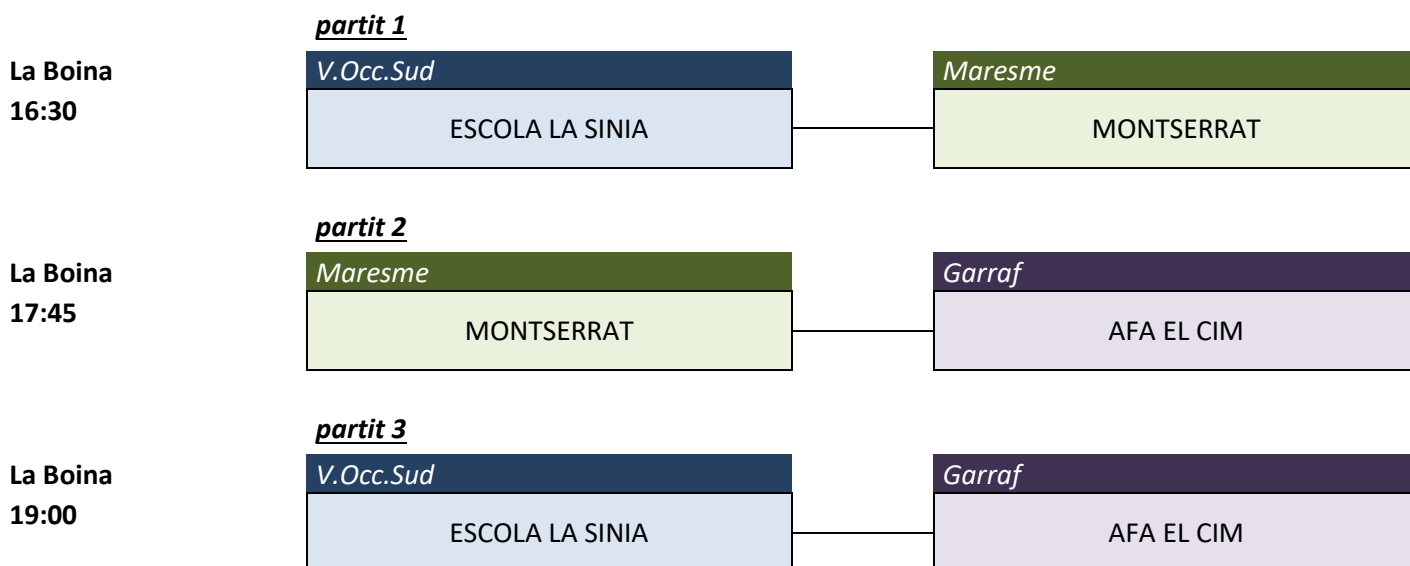 partit 1
La Boina
16:30
V.Occ.Sud
Maresme
ESCOLA LA SINIA
MONTSERRAT
partit 2
La Boina
17:45
Maresme
Garraf
MONTSERRAT
AFA EL CIM
partit 3
La Boina
19:00
V.Occ.Sud
Garraf
ESCOLA LA SINIA
AFA EL CIM